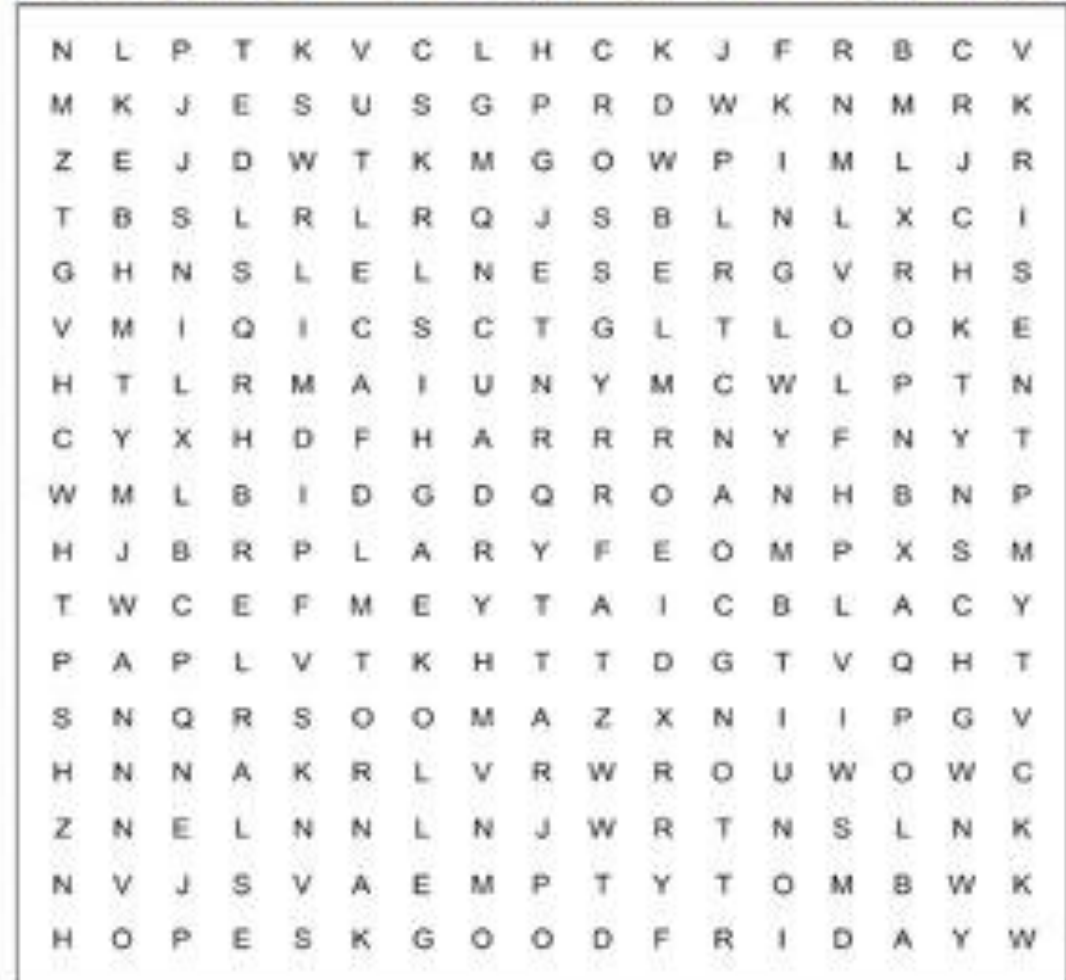 N L P T K V C L H C K J F R B C V
M K J E S U S G P R D W K N M R K
Z E J D W T K M G O W P I M L J R
T B S L R L R Q J S B L N L X C I
G H N S L E L N E S E R G V R H S
V M I Q I C S C T G L T L O O K E
H T L R M A I U N Y M C W L P T N
C Y X H D F H A R R R N Y F N Y T
W M L B I D G D Q R O A N H B N P
H J B R P L A R Y F E O M P X S M
T W C E F M E Y T A I C B L A C Y
P A P L V T K H T T D G T V Q H T
S N Q R S O O M A Z X N I I P G V
H N N A K R L V R W R O U W O W C
Z N E L N N L N J W R T N S L N K
N V J S V A E M P T Y T O M B W K
H O P E S K G O O D F R I D A Y W